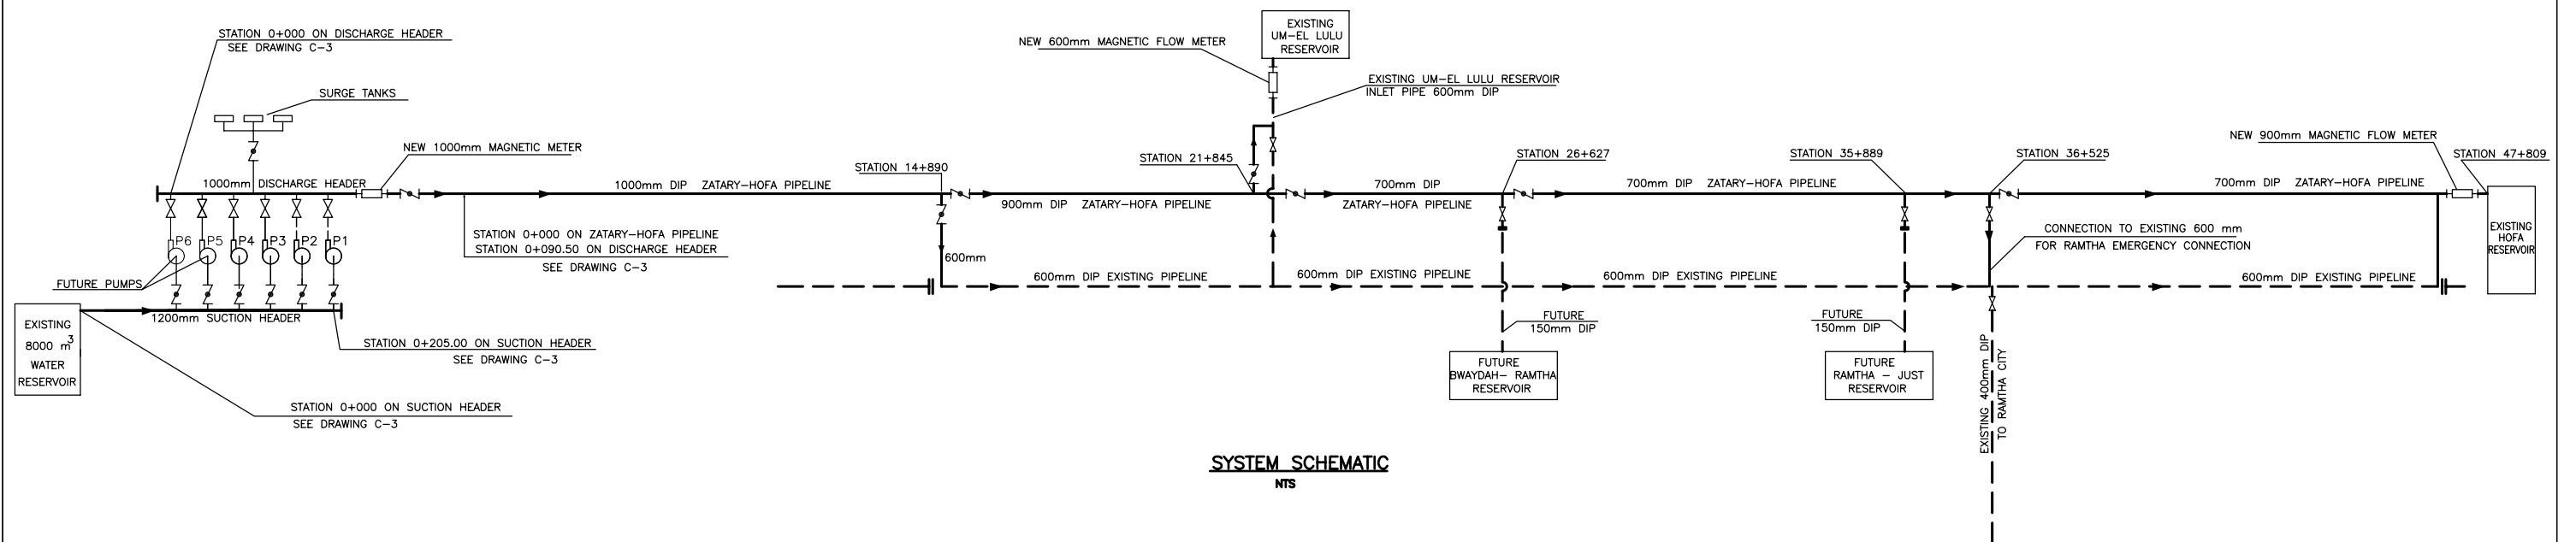 EXISTING
UM-EL LULU
RESERVOIR
STATION 0+000 ON DISCHARGE HEADER
SEE DRAWING C-3
NEW 600mm MAGNETIC FLOW METER
EXISTING UM-EL LULU RESERVOIR
INLET PIPE 600mm DIP
SURGE TANKS
NEW 1000mm MAGNETIC METER
STATION 14+890
STATION 21+845
STATION 26+627
STATION 35+889
STATION 36+525
NEW 900mm MAGNETIC FLOW METER
STATION 47+809
1000mm DISCHARGE HEADER
1000mm DIP ZATARY-HOFA PIPELINE
900mm DIP ZATARY-HOFA PIPELINE
700mm DIP
ZATARY-HOFA PIPELINE
700mm DIP ZATARY-HOFA PIPELINE
700mm DIP ZATARY-HOFA PIPELINE
P6
P5
P4
P3
P2
P1
STATION 0+000 ON ZATARY-HOFA PIPELINE
STATION 0+090.50 ON DISCHARGE HEADER
SEE DRAWING C-3
600mm
CONNECTION TO EXISTING 600 mm
FOR RAMTHA EMERGENCY CONNECTION
EXISTING
HOFA
RESERVOIR
FUTURE PUMPS
600mm DIP EXISTING PIPELINE
600mm DIP EXISTING PIPELINE
600mm DIP EXISTING PIPELINE
600mm DIP EXISTING PIPELINE
1200mm SUCTION HEADER
EXISTING
8000 m3
WATER
RESERVOIR
FUTURE
150mm DIP
FUTURE
150mm DIP
STATION 0+205.00 ON SUCTION HEADER
SEE DRAWING C-3
FUTURE
BWAYDAH- RAMTHA
RESERVOIR
FUTURE
RAMTHA - JUST
RESERVOIR
EXISTING 400mm DIP
TO RAMTHA CITY
STATION 0+000 ON SUCTION HEADER
SEE DRAWING C-3
SYSTEM SCHEMATIC
NTS